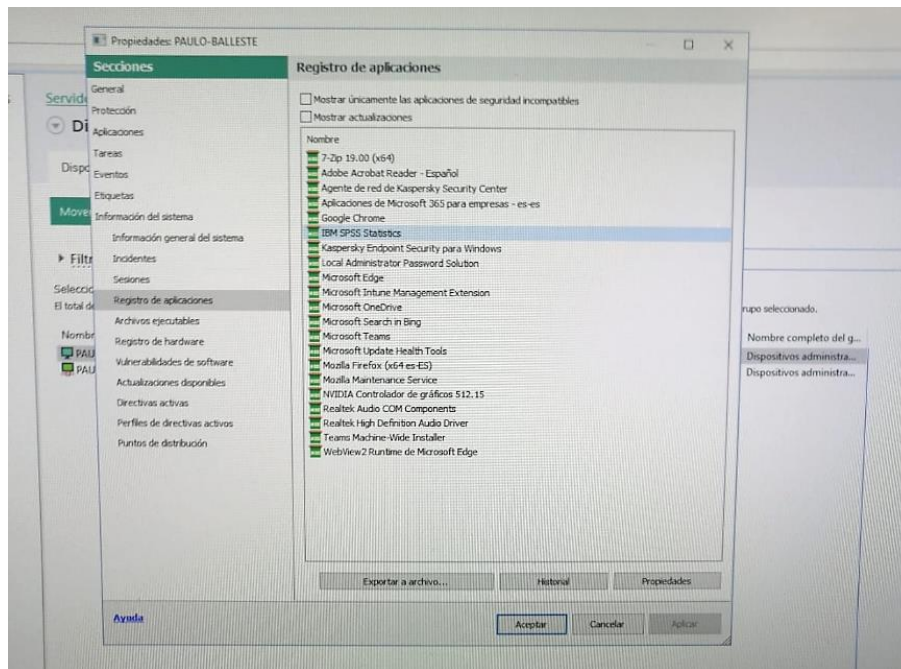 Propiedades: PAULO-BALLESTE
Secciones
General
Protección
Aplicaciones
Tareas
Eventos
Etiquetas
Información del sistema
Información general del sistema
Incidentes
Sesiones
Registro de aplicaciones
Archivos ejecutables
Registro de hardware
Vulnerabilidades de software
Actualizaciones disponibles
Directivas activas
Perfiles de directivas activos
Puntos de distribución
Registro de aplicaciones
Mostrar únicamente las aplicaciones de seguridad incompatibles
Mostrar actualizaciones
Nombre
7-Zip 19.00 (x64)
Adobe Acrobat Reader - Español
Agente de red de Kaspersky Security Center
Aplicaciones de Microsoft 365 para empresas - es-es
Google Chrome
IBM SPSS Statistics
Kaspersky Endpoint Security para Windows
Local Administrator Password Solution
Microsoft Edge
Microsoft Intune Management Extension
Microsoft OneDrive
Microsoft Search in Bing
Microsoft Teams
Microsoft Update Health Tools
Mozilla Firefox (x64 es-ES)
Mozilla Maintenance Service
NVIDIA Controlador de gráficos 512.15
Realtek Audio COM Components
Realtek High Definition Audio Driver
Teams Machine-Wide Installer
WebView2 Runtime de Microsoft Edge
Exportar a archivo...
Historial
Propiedades
Ayuda
Aceptar
Cancelar
Aplicar
Servido
Di
Dispo
Move
Filtr
Selecc
El total de
Nombr
PAU
PAU
rupo seleccionado.
Nombre completo del g...
Dispositivos administra...
Dispositivos administra...